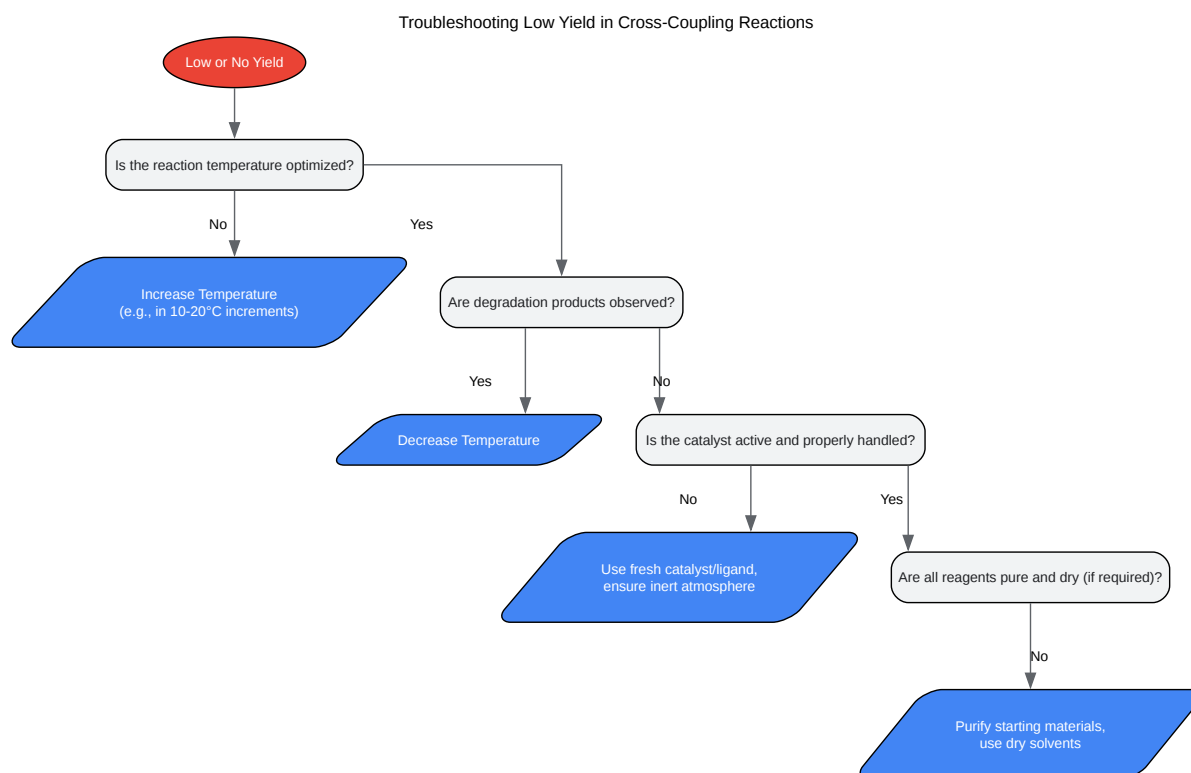 Troubleshooting Low Yield in Cross-Coupling Reactions
Low or No Yield
Is the reaction temperature optimized?
No
Yes
Increase Temperature
(e.g., in 10-20°C increments)
Are degradation products observed?
Yes
No
Decrease Temperature
Is the catalyst active and properly handled?
No
Yes
Use fresh catalyst/ligand,
ensure inert atmosphere
Are all reagents pure and dry (if required)?
No
Purify starting materials,
use dry solvents